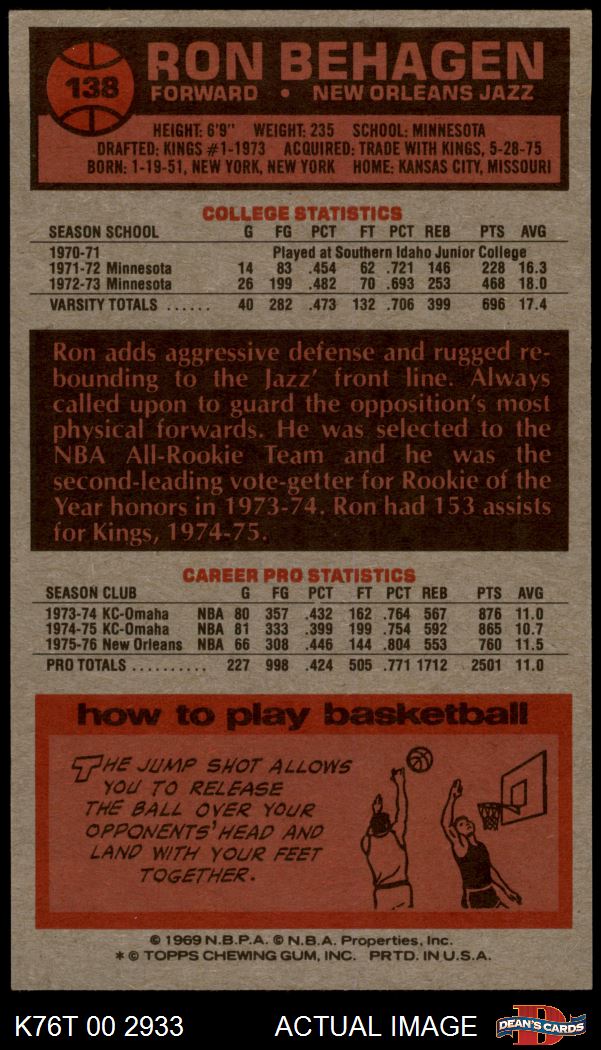 138
RON BEHAGEN
FORWARD • NEW ORLEANS JAZZ
HEIGHT: 6'9" WEIGHT: 235 SCHOOL: MINNESOTA
DRAFTED: KINGS #1-1973 ACQUIRED: TRADE WITH KINGS, 5-28-75
BORN: 1-19-51, NEW YORK, NEW YORK HOME: KANSAS CITY, MISSOURI
COLLEGE STATISTICS
SEASON SCHOOL G FG PCT FT PCT REB PTS AVG
1970-71 Played at Southern Idaho Junior College
1971-72 Minnesota 14 83 .454 62 .721 146 228 16.3
1972-73 Minnesota 26 199 .482 70 .693 253 468 18.0
VARSITY TOTALS ...... 40 282 .473 132 .706 399 696 17.4
Ron adds aggressive defense and rugged re-
bounding to the Jazz' front line. Always
called upon to guard the opposition's most
physical forwards. He was selected to the
NBA All-Rookie Team and he was the
second-leading vote-getter for Rookie of the
Year honors in 1973-74. Ron had 153 assists
for Kings, 1974-75.
CAREER PRO STATISTICS
SEASON CLUB G FG PCT FT PCT REB PTS AVG
1973-74 KC-Omaha NBA 80 357 .432 162 .764 567 876 11.0
1974-75 KC-Omaha NBA 81 333 .399 199 .754 592 865 10.7
1975-76 New Orleans NBA 66 308 .446 144 .804 553 760 11.5
PRO TOTALS .......... 227 998 .424 505 .771 1712 2501 11.0
how to play basketball
THE JUMP SHOT ALLOWS
YOU TO RELEASE
THE BALL OVER YOUR
OPPONENTS' HEAD AND
LAND WITH YOUR FEET
TOGETHER.
© 1969 N.B.P.A. © N.B.A. Properties, Inc.
* © TOPPS CHEWING GUM, INC. PRTD. IN U.S.A.
K76T 00 2933 ACTUAL IMAGE D DEAN'S CARDS